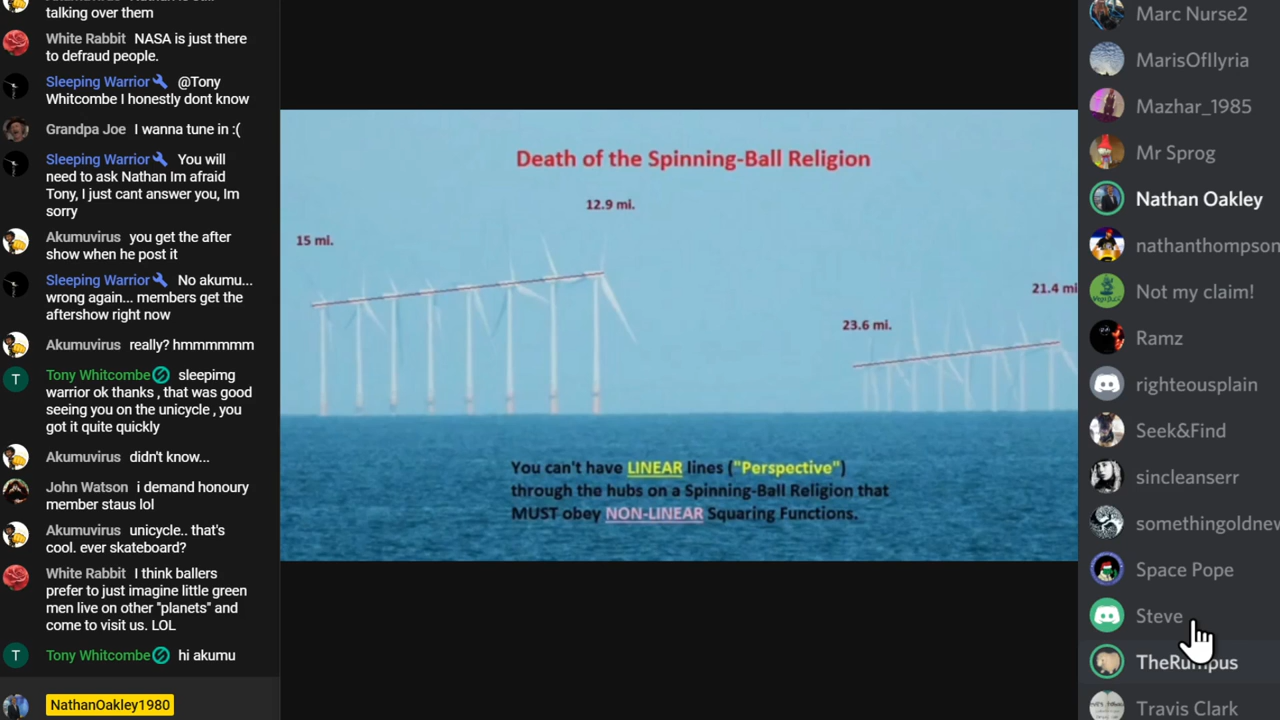 talking over them
White Rabbit NASA is just there
to defraud people.
Sleeping Warrior @Tony
Whitcombe I honestly dont know
Grandpa Joe I wanna tune in :(
Sleeping Warrior You will
need to ask Nathan Im afraid
Tony, I just cant answer you, Im
sorry
Akumuvirus you get the after
show when he post it
Sleeping Warrior No akumu...
wrong again... members get the
aftershow right now
Akumuvirus really? hmmmmmm
Tony Whitcombe sleepimg
warrior ok thanks , that was good
seeing you on the unicycle , you
got it quite quickly
Akumuvirus didn't know...
John Watson i demand honoury
member staus lol
Akumuvirus unicycle.. that's
cool. ever skateboard?
White Rabbit I think ballers
prefer to just imagine little green
men live on other "planets" and
come to visit us. LOL
Tony Whitcombe hi akumu
NathanOakley1980
Death of the Spinning-Ball Religion
12.9 mi.
15 mi.
21.4 mi
23.6 mi.
You can't have LINEAR lines ("Perspective")
through the hubs on a Spinning-Ball Religion that
MUST obey NON-LINEAR Squaring Functions.
Marc Nurse2
MarisOfIllyria
Mazhar_1985
Mr Sprog
Nathan Oakley
nathanthompson
Not my claim!
Ramz
righteousplain
Seek&Find
sincleanserr
somethingoldnew
Space Pope
Steve
TheRumpus
Travis Clark